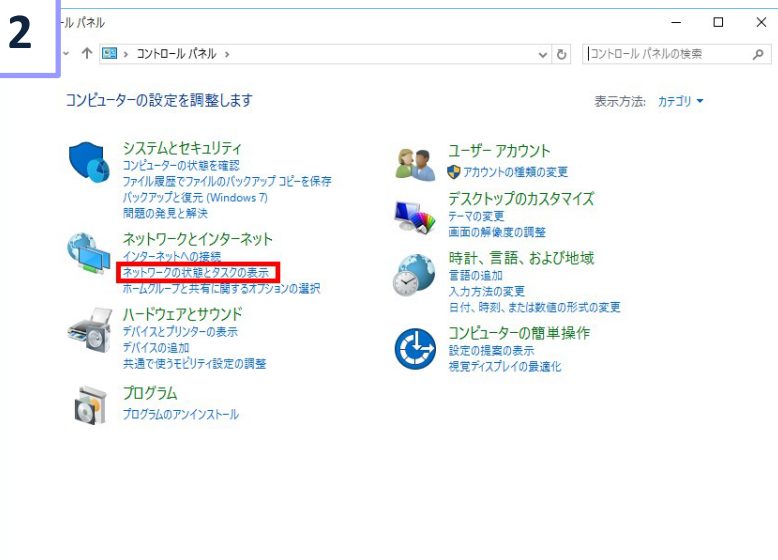 2
ール パネル
コントロール パネル
コントロール パネルの検索
コンピューターの設定を調整します
表示方法: カテゴリ
システムとセキュリティ
コンピューターの状態を確認
ファイル履歴でファイルのバックアップ コピーを保存
バックアップと復元 (Windows 7)
問題の発見と解決
ネットワークとインターネット
インターネットへの接続
ネットワークの状態とタスクの表示
ホームグループと共有に関するオプションの選択
ハードウェアとサウンド
デバイスとプリンターの表示
デバイスの追加
共通で使うモビリティ設定の調整
プログラム
プログラムのアンインストール
ユーザー アカウント
アカウントの種類の変更
デスクトップのカスタマイズ
テーマの変更
画面の解像度の調整
時計、言語、および地域
言語の追加
入力方法の変更
日付、時刻、または数値の形式の変更
コンピューターの簡単操作
設定の提案の表示
視覚ディスプレイの最適化